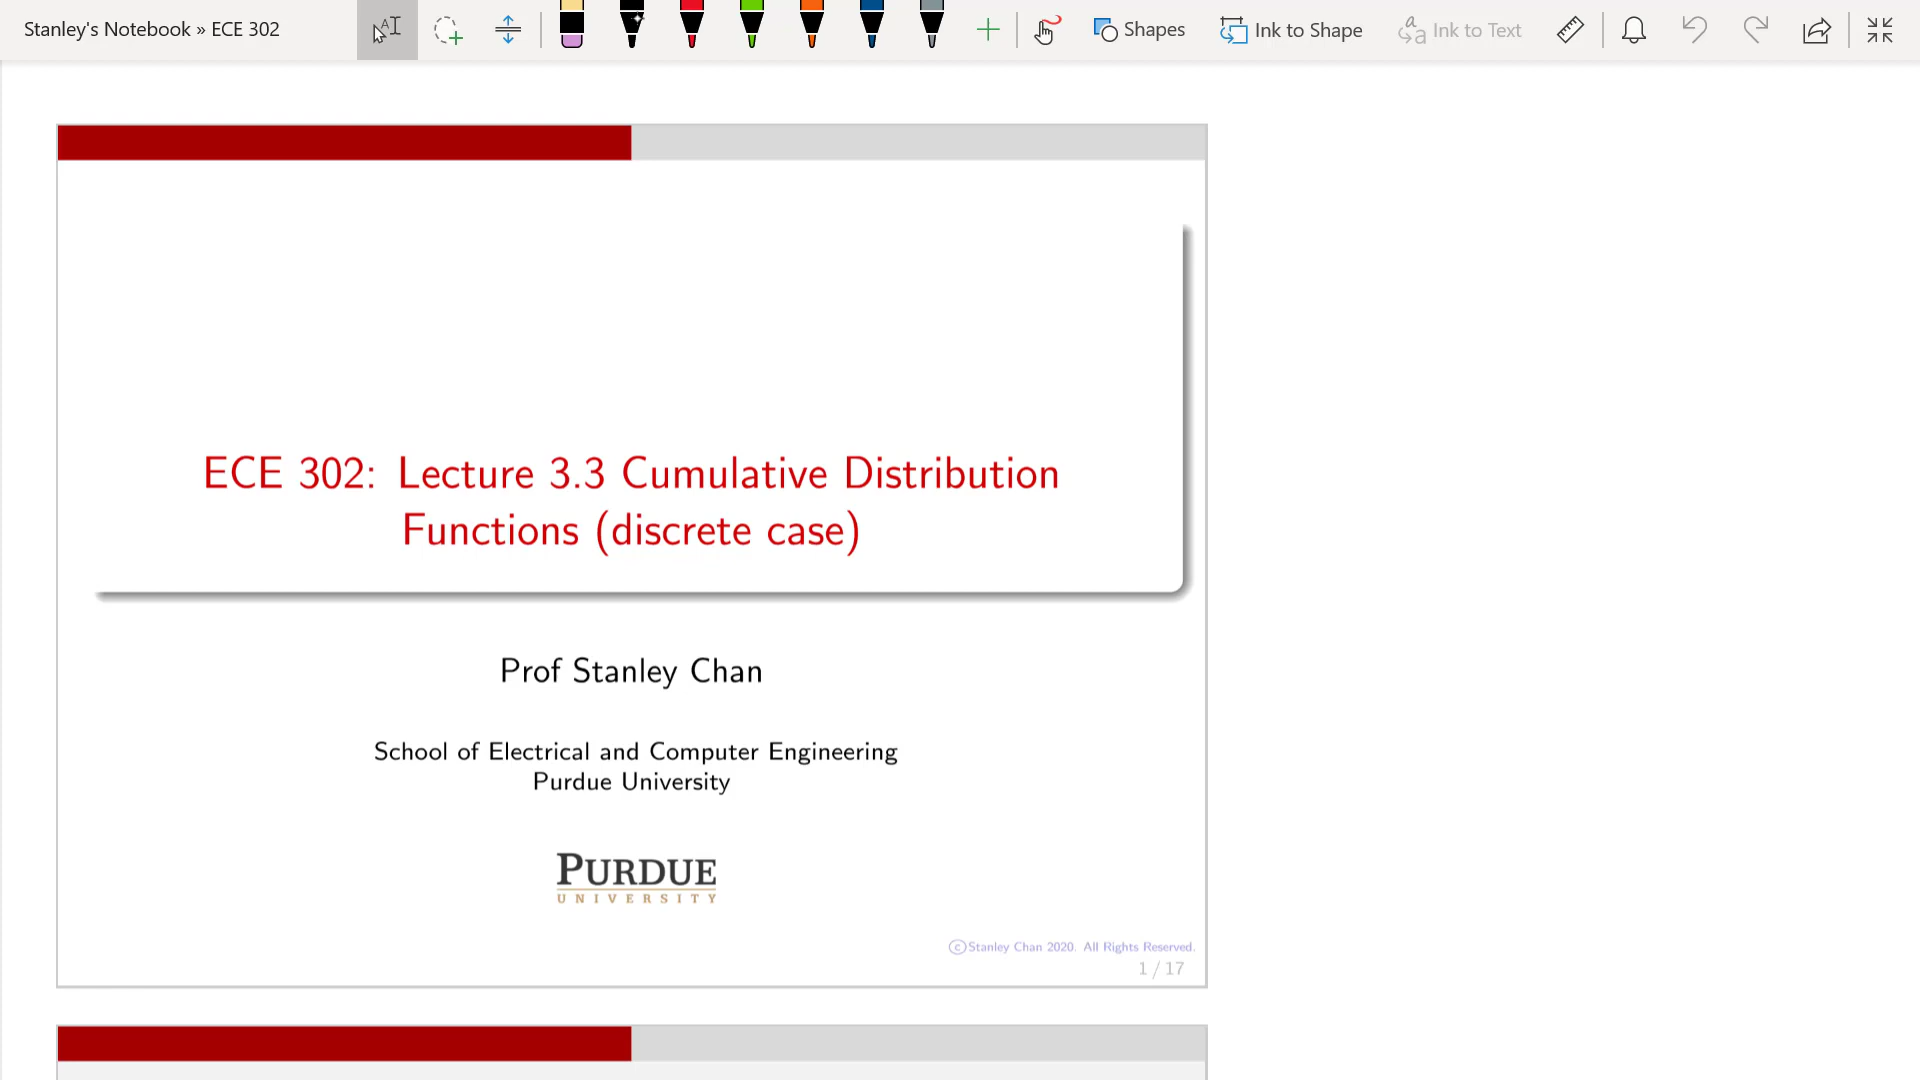 Stanley's Notebook » ECE 302
Shapes
Ink to Shape
Ink to Text
ECE 302: Lecture 3.3 Cumulative Distribution
Functions (discrete case)
Prof Stanley Chan
School of Electrical and Computer Engineering
Purdue University
PURDUE
UNIVERSITY
©Stanley Chan 2020. All Rights Reserved.
1 / 17